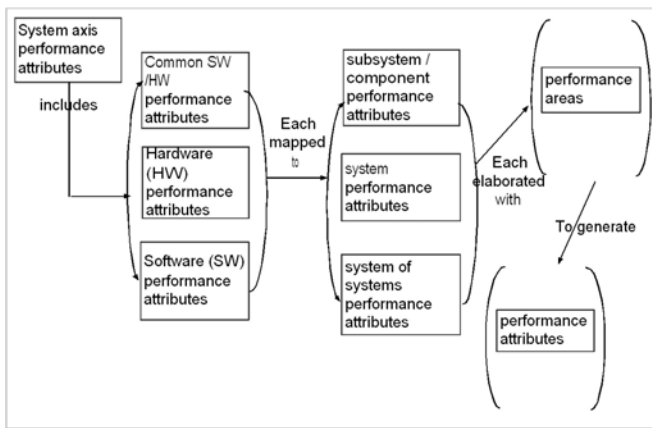 System axis
performance
attributes
includes
Common SW
/HW
performance
attributes
Hardware (HW)
performance
attributes
Software (SW)
performance
attributes
Each
mapped
to
subsystem /
component
performance
attributes
system
performance
attributes
system of
systems
performance
attributes
Each
elaborated
with
performance
areas
To generate
performance
attributes